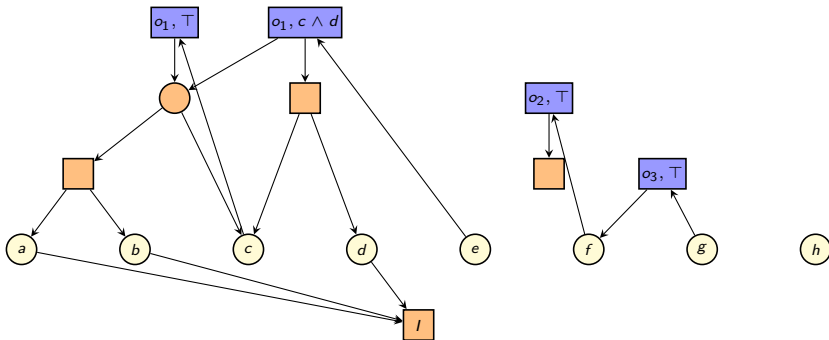 o₁, ⊤
o₁, c ∧ d
o₂, ⊤
o₃, ⊤
a
b
c
d
e
f
g
h
I